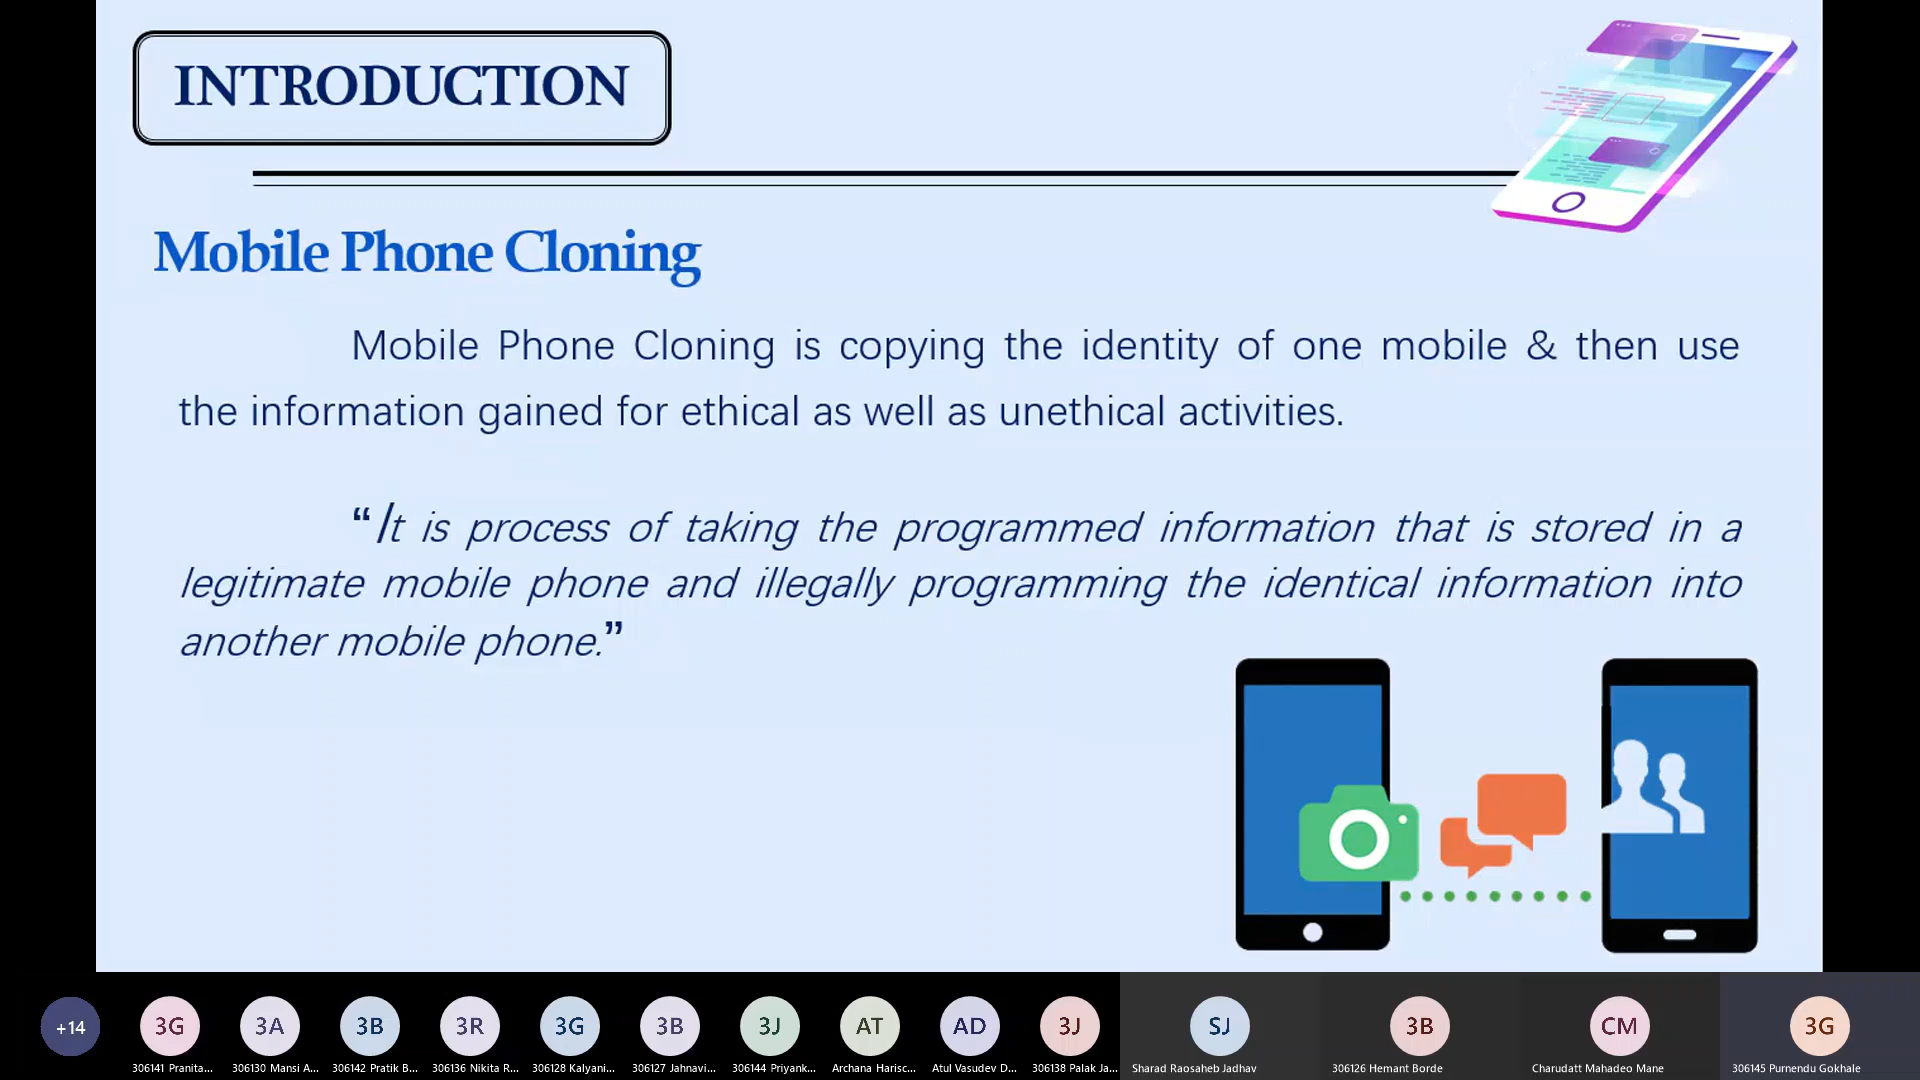 INTRODUCTION
Mobile Phone Cloning
Mobile Phone Cloning is copying the identity of one mobile & then use
the information gained for ethical as well as unethical activities.
“It is process of taking the programmed information that is stored in a
legitimate mobile phone and illegally programming the identical information into
another mobile phone.”
+14 3G 3A 3B 3R 3G 3B 3J AT AD 3J SJ 3B CM 3G
306141 Pranita... 306130 Mansi A... 306142 Pratik B... 306136 Nikita R... 306128 Kalyani... 306127 Jahnavi... 306144 Priyank... Archana Harisc... Atul Vasudev D... 306138 Palak Ja... Sharad Raosaheb Jadhav 306126 Hemant Borde Charudatt Mahadeo Mane 306145 Purnendu Gokhale